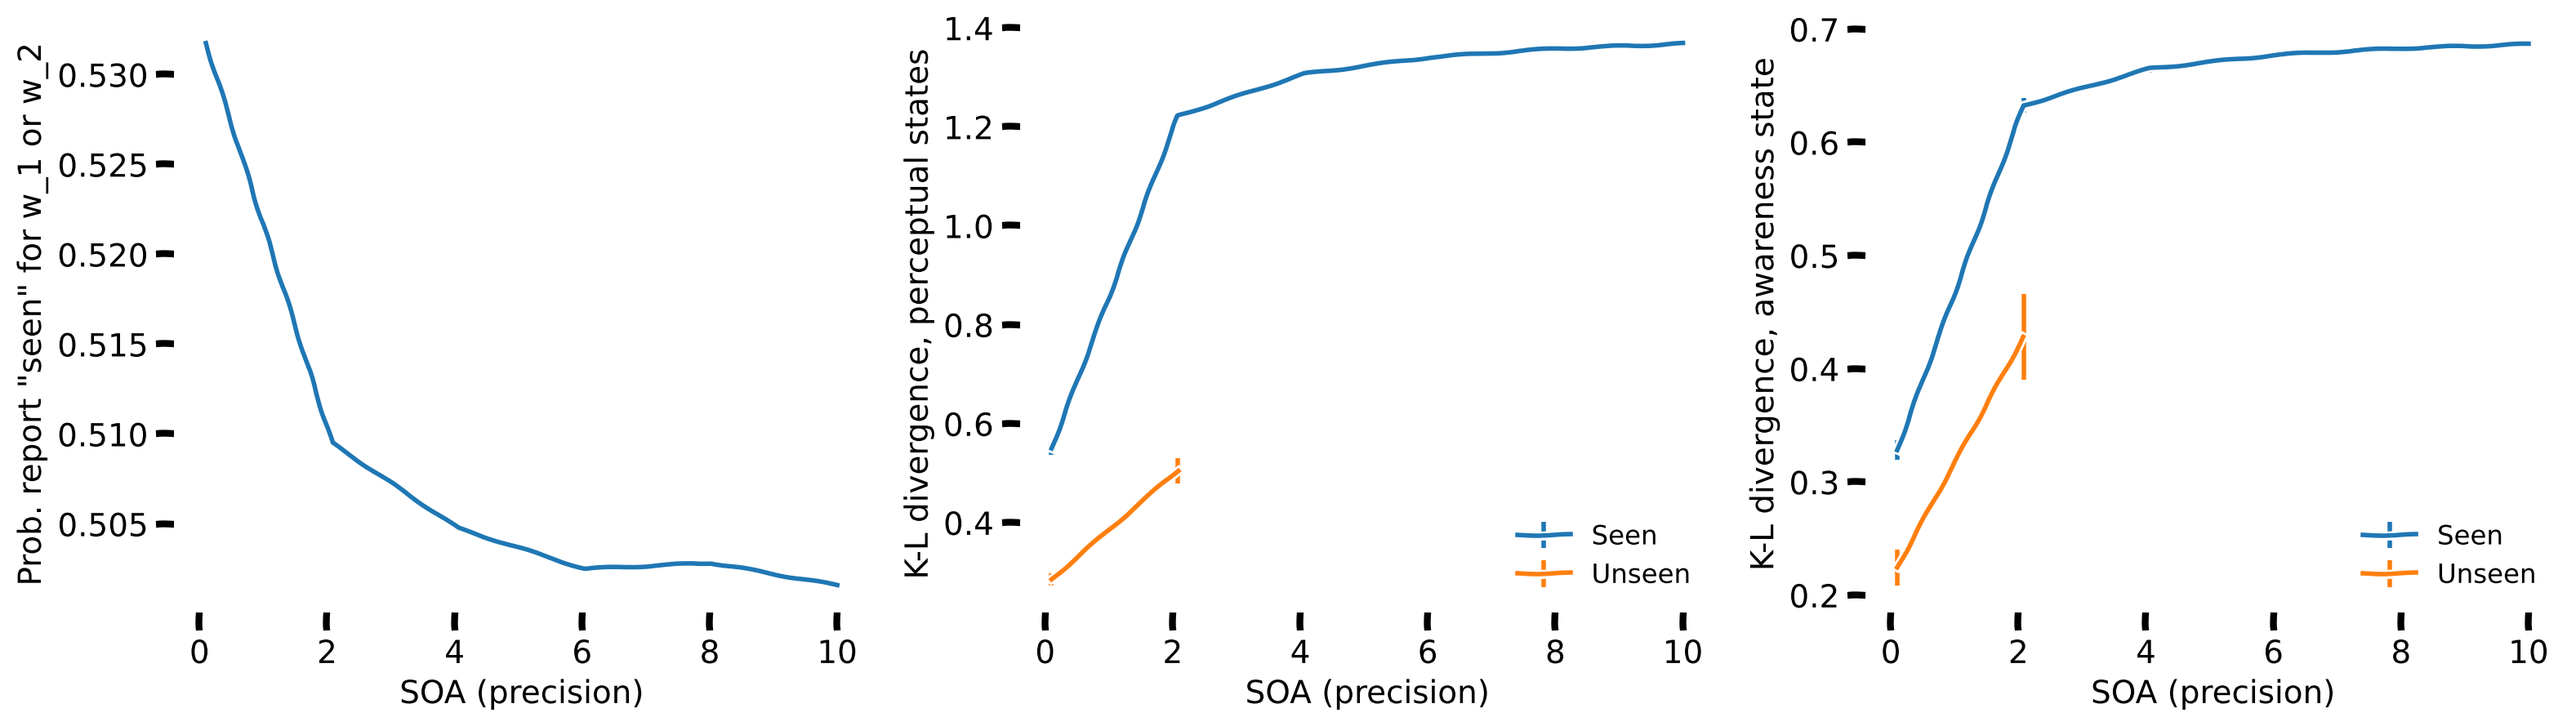 Prob. report "seen" for w_1 or w_2
0.530
0.525
0.520
0.515
0.510
0.505
0 2 4 6 8 10
SOA (precision)
K-L divergence, perceptual states
1.4
1.2
1.0
0.8
0.6
0.4
Seen
Unseen
0 2 4 6 8 10
SOA (precision)
K-L divergence, awareness state
0.7
0.6
0.5
0.4
0.3
0.2
Seen
Unseen
0 2 4 6 8 10
SOA (precision)